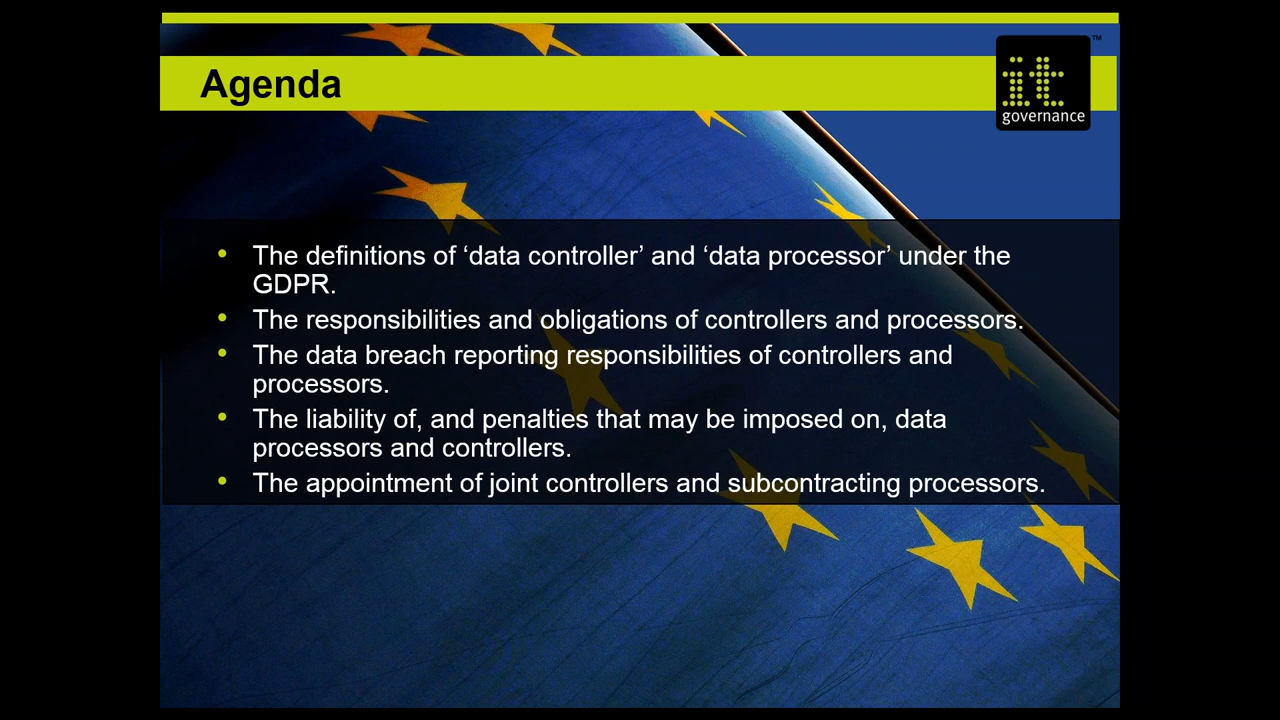 Agenda
it
governance
™
• The definitions of ‘data controller’ and ‘data processor’ under the
GDPR.
• The responsibilities and obligations of controllers and processors.
• The data breach reporting responsibilities of controllers and
processors.
• The liability of, and penalties that may be imposed on, data
processors and controllers.
• The appointment of joint controllers and subcontracting processors.